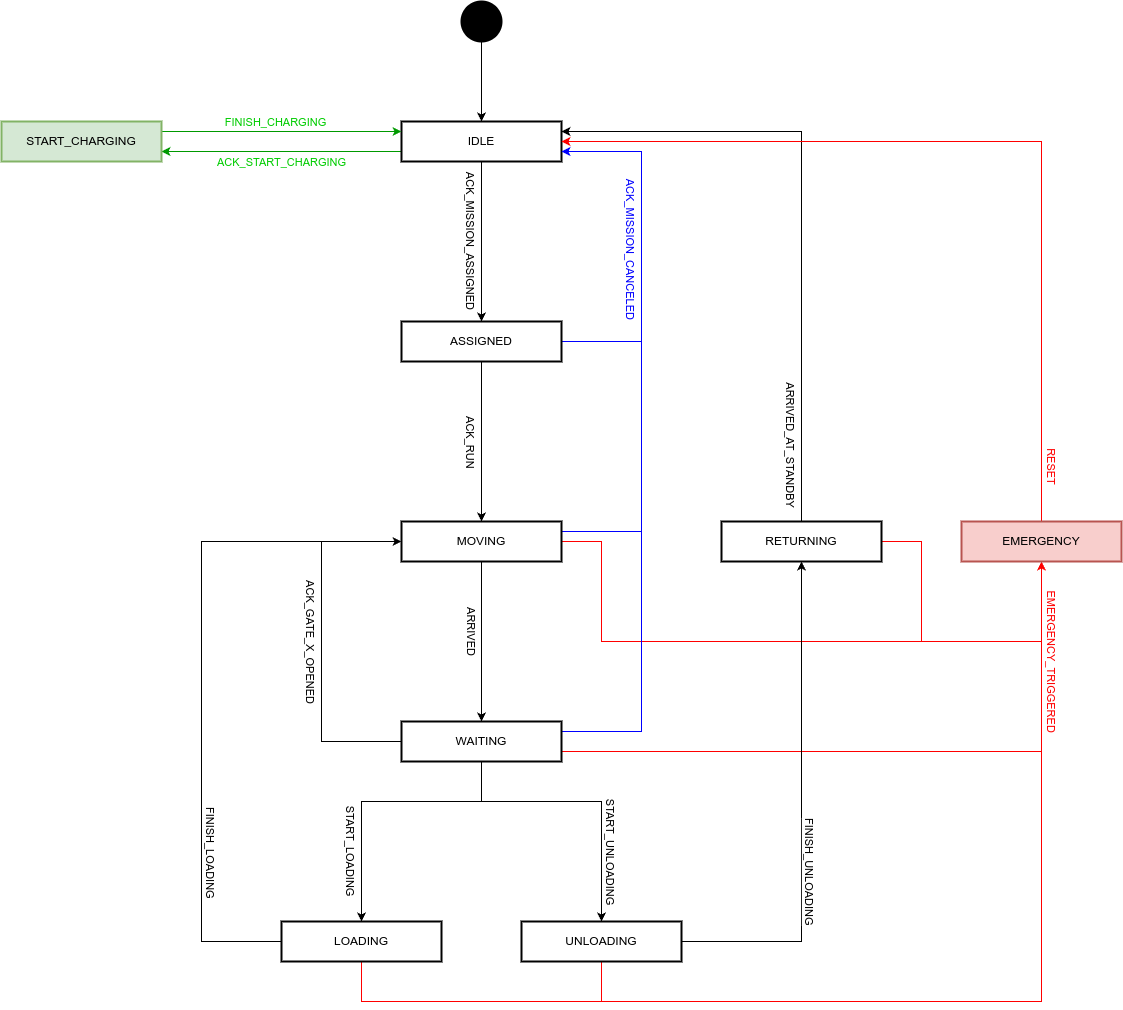 FINISH_CHARGING
START_CHARGING
IDLE
ACK_START_CHARGING
ACK_MISSION_ASSIGNED
ACK_MISSION_CANCELED
ASSIGNED
ARRIVED_AT_STANDBY
ACK_RUN
RESET
MOVING
RETURNING
EMERGENCY
ACK_GATE_X_OPENED
ARRIVED
EMERGENCY_TRIGGERED
WAITING
FINISH_LOADING
START_LOADING
START_UNLOADING
FINISH_UNLOADING
LOADING
UNLOADING